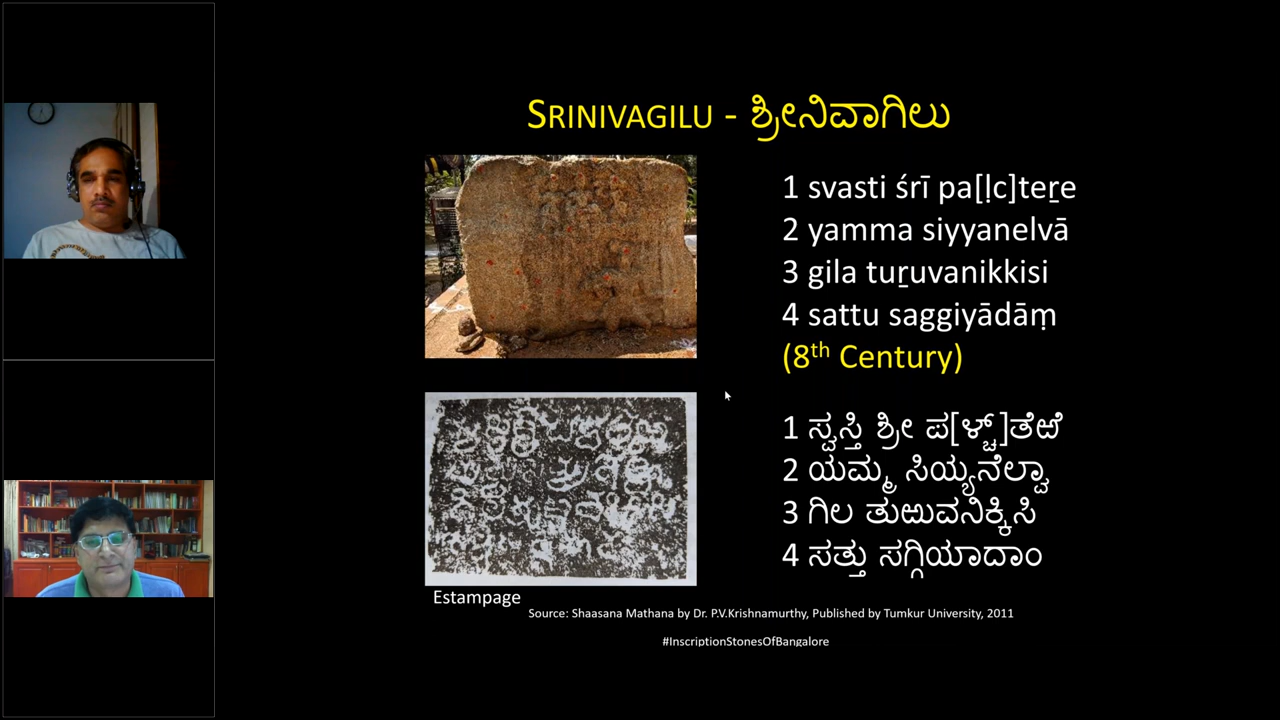 SRINIVAGILU - ಶ್ರೀನಿವಾಗಿಲು
1 svasti śrī pa[ḷc]teṟe
2 yamma siyyanelvā
3 gila tuṟuvanikkisi
4 sattu saggiyādāṃ
(8th Century)
1 ಸ್ವಸ್ತಿ ಶ್ರೀ ಪ[ಳ್ಚ್]ತೆಱೆ
2 ಯಮ್ಮ ಸಿಯ್ಯನೆಲ್ವಾ
3 ಗಿಲ ತುಱುವನಿಕ್ಕಿಸಿ
4 ಸತ್ತು ಸಗ್ಗಿಯಾದಾಂ
Estampage
Source: Shaasana Mathana by Dr. P.V.Krishnamurthy, Published by Tumkur University, 2011
#InscriptionStonesOfBangalore